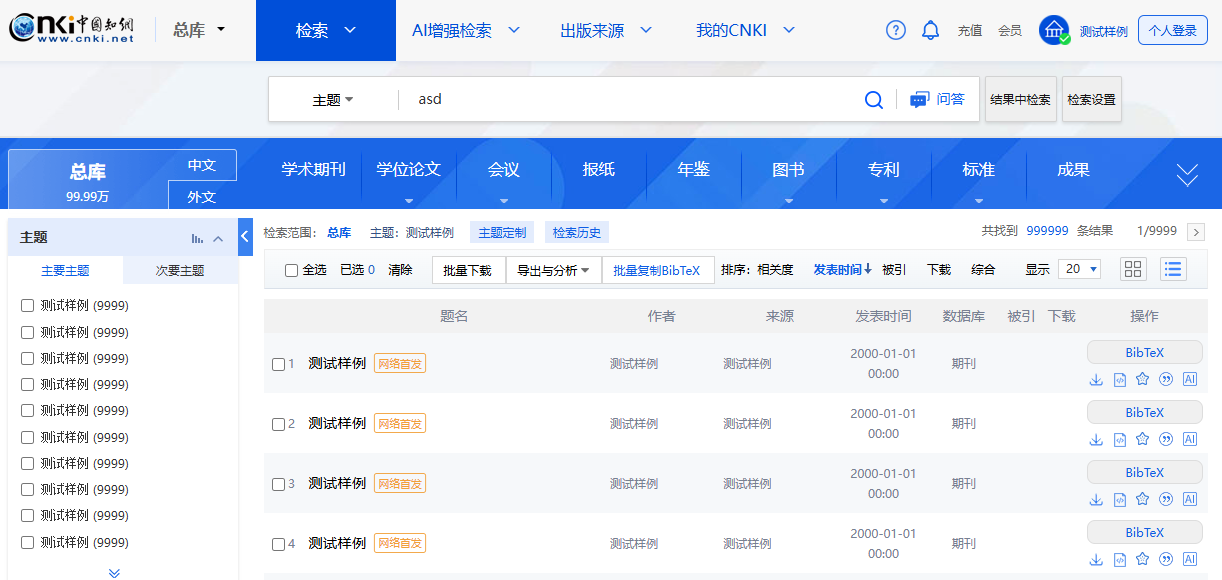 Cnki中国知网
www.cnki.net
总库
检索
AI增强检索
出版来源
我的CNKI
充值
会员
测试样例
个人登录
主题
asd
问答
结果中检索
检索设置
总库
99.99万
中文
外文
学术期刊
学位论文
会议
报纸
年鉴
图书
专利
标准
成果
主题
主要主题
次要主题
测试样例 (9999)
测试样例 (9999)
测试样例 (9999)
测试样例 (9999)
测试样例 (9999)
测试样例 (9999)
测试样例 (9999)
测试样例 (9999)
测试样例 (9999)
测试样例 (9999)
检索范围： 总库 主题：测试样例 主题定制 检索历史 共找到 999999 条结果 1/9999
全选 已选 0 清除 批量下载 导出与分析 批量复制BibTeX 排序：相关度 发表时间↓ 被引 下载 综合 显示 20
题名 作者 来源 发表时间 数据库 被引 下载 操作
1 测试样例 网络首发 测试样例 测试样例 2000-01-01 00:00 期刊 BibTeX
AI
2 测试样例 网络首发 测试样例 测试样例 2000-01-01 00:00 期刊 BibTeX
AI
3 测试样例 网络首发 测试样例 测试样例 2000-01-01 00:00 期刊 BibTeX
AI
4 测试样例 网络首发 测试样例 测试样例 2000-01-01 00:00 期刊 BibTeX
AI